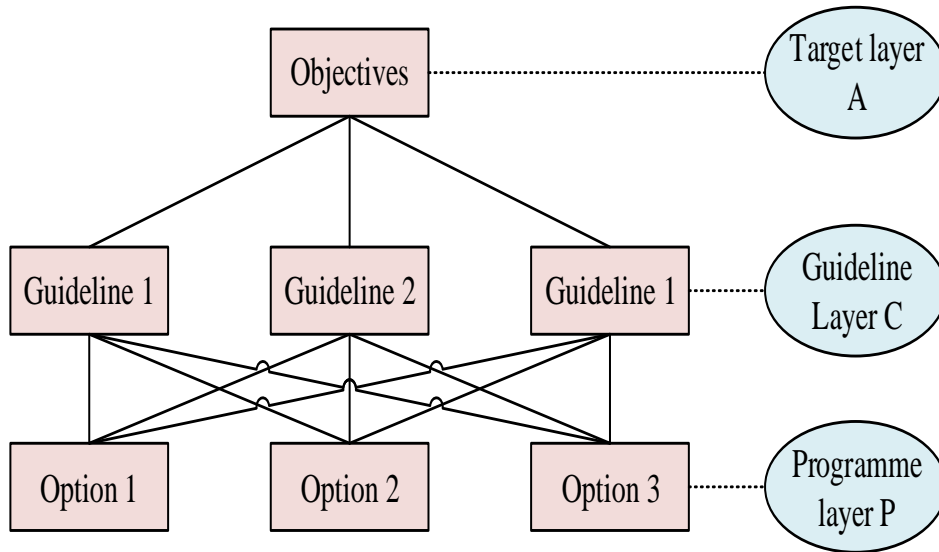 Objectives
Target layer
A
Guideline 1
Guideline 2
Guideline 1
Guideline
Layer C
Option 1
Option 2
Option 3
Programme
layer P